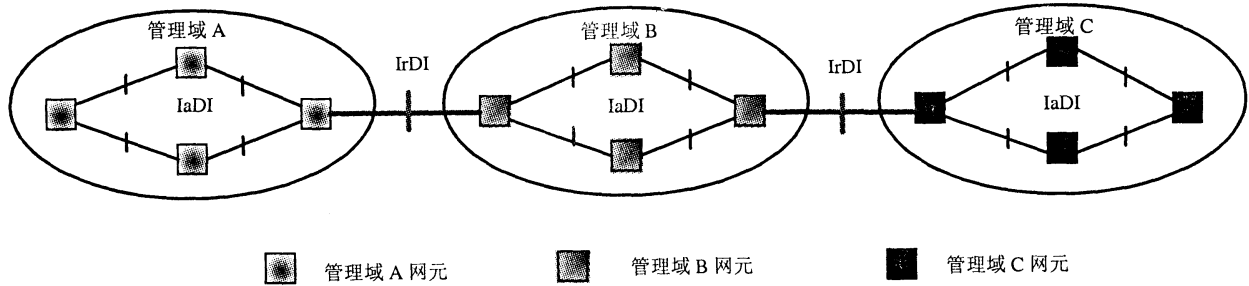 管理域 A
管理域 B
管理域 C
IrDI
IrDI
IaDI
IaDI
IaDI
管理域 A 网元
管理域 B 网元
管理域 C 网元